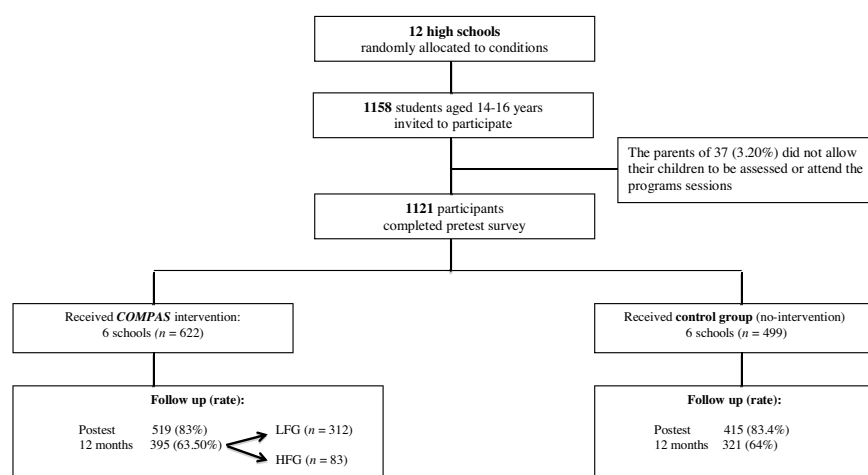 12 high schools
randomly allocated to conditions
1158 students aged 14-16 years
invited to participate
The parents of 37 (3.20%) did not allow
their children to be assessed or attend the
programs sessions
1121 participants
completed pretest survey
Received COMPAS intervention:
6 schools (n = 622)
Received control group (no-intervention)
6 schools (n = 499)
Follow up (rate):
Postest 519 (83%)
12 months 395 (63.50%)
LFG (n = 312)
HFG (n = 83)
Follow up (rate):
Postest 415 (83.4%)
12 months 321 (64%)